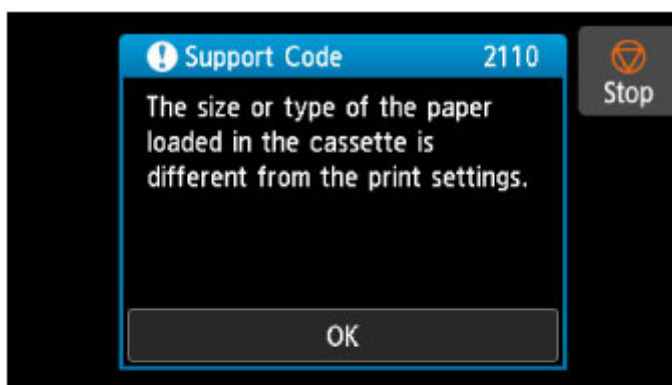 Support Code 2110
Stop
The size or type of the paper
loaded in the cassette is
different from the print settings.
OK